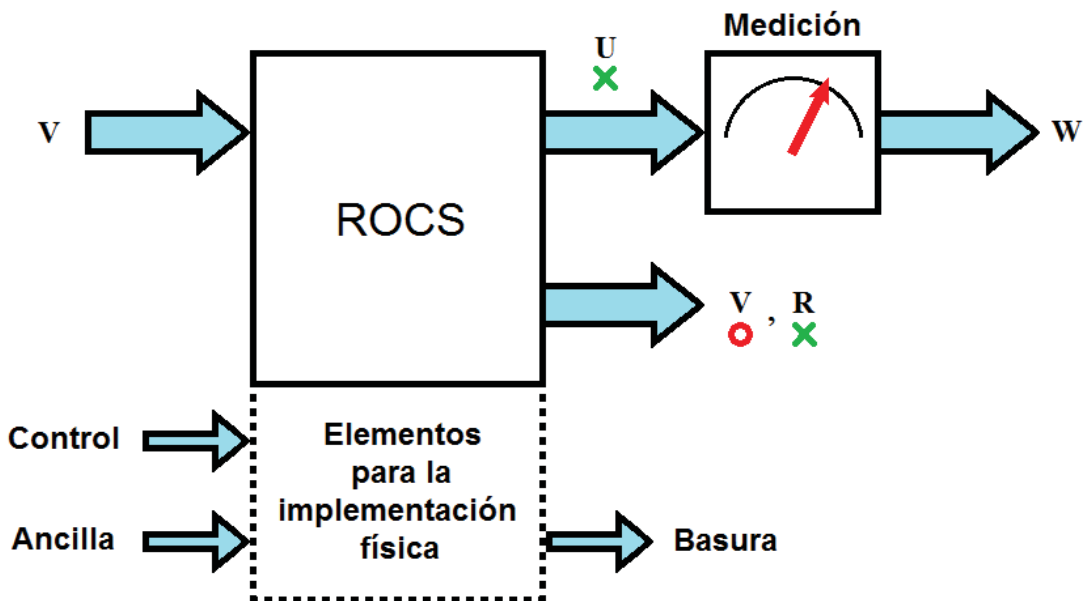 Medición
U
V
W
ROCS
V , R
Control
Elementos
para la
implementación
física
Ancilla
Basura